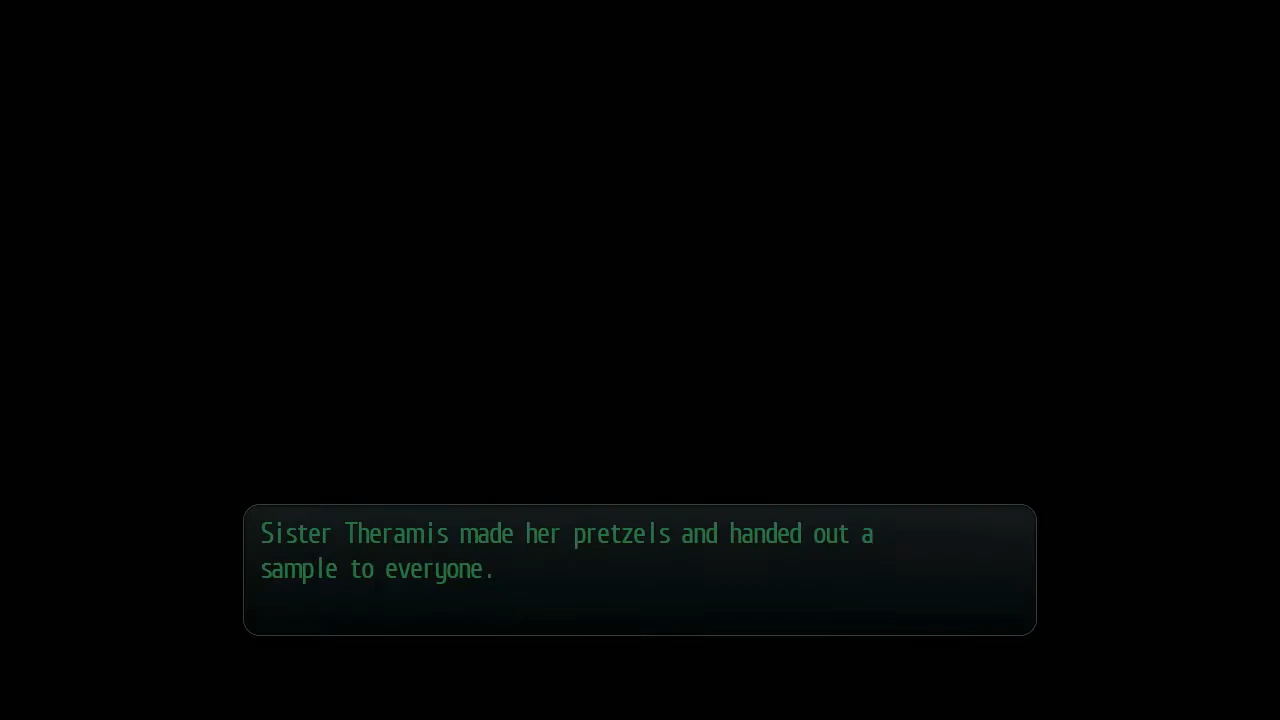 Sister Theramis made her pretzels and handed out a
sample to everyone.